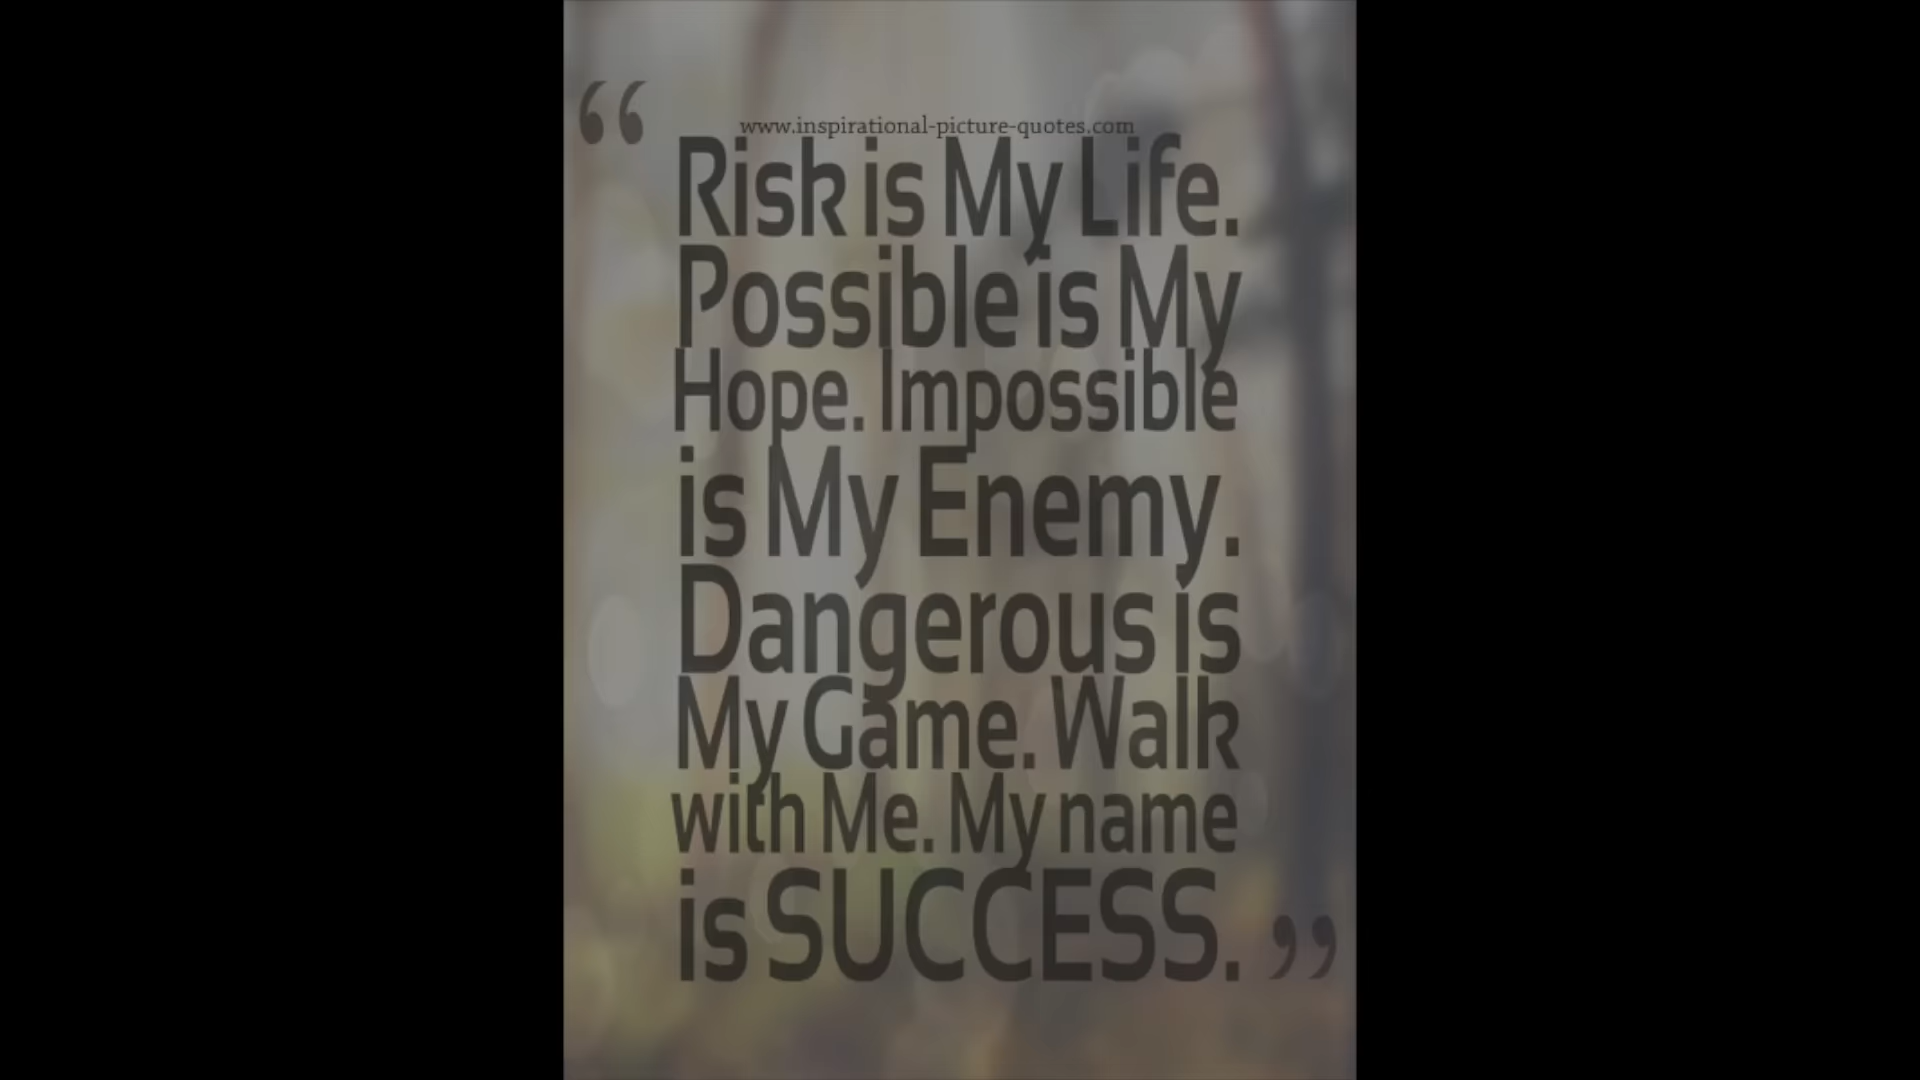 “
www.inspirational-picture-quotes.com
Risk is My Life.
Possible is My
Hope. Impossible
is My Enemy.
Dangerous is
My Game. Walk
with Me. My name
is SUCCESS. ”